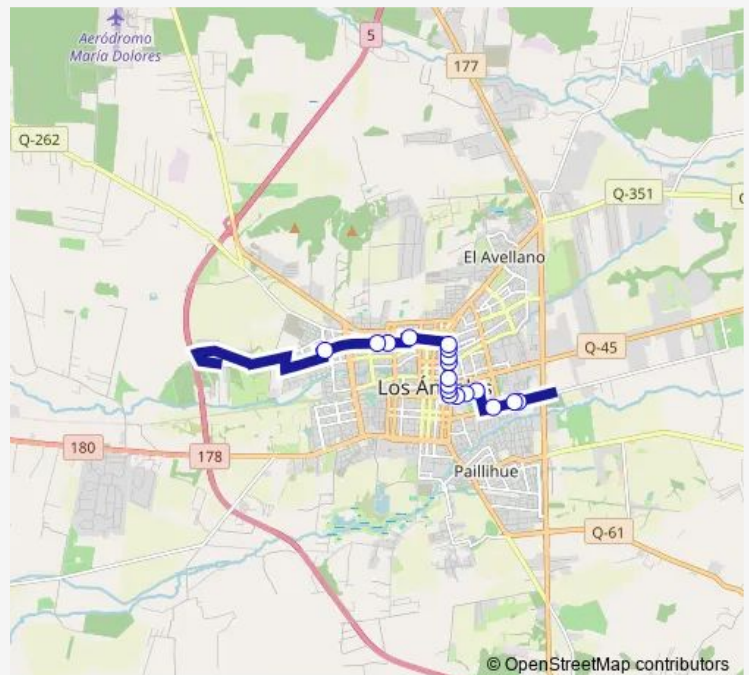 Aeródromo
María Dolores
5
177
Q-262
Q-351
El Avellano
Q-45
Los Án
180
178
Paillihue
Q-61
© OpenStreetMap contributors